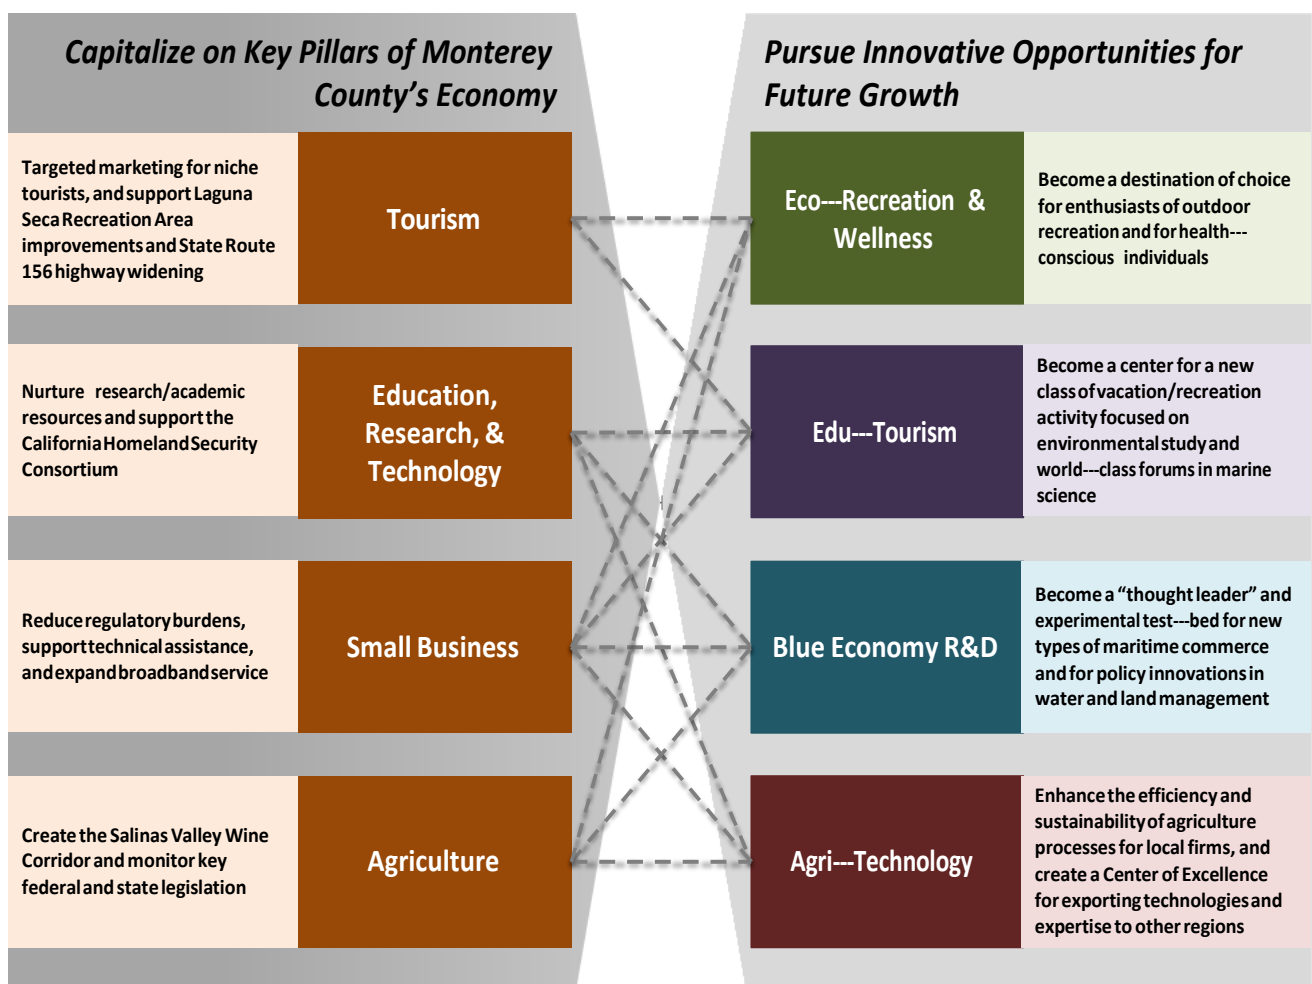 Capitalize on Key Pillars of Monterey
County’s Economy
Pursue Innovative Opportunities for
Future Growth
Targeted marketing for niche
tourists, and support Laguna
Seca Recreation Area
improvements and State Route
156 highway widening
Tourism
Eco---Recreation &
Wellness
Become a destination of choice
for enthusiasts of outdoor
recreation and for health---
conscious individuals
Nurture research/academic
resources and support the
California Homeland Security
Consortium
Education,
Research, &
Technology
Edu---Tourism
Become a center for a new
class of vacation/recreation
activity focused on
environmental study and
world---class forums in marine
science
Reduce regulatory burdens,
support technical assistance,
and expand broadband service
Small Business
Blue Economy R&D
Become a “thought leader” and
experimental test---bed for new
types of maritime commerce
and for policy innovations in
water and land management
Create the Salinas Valley Wine
Corridor and monitor key
federal and state legislation
Agriculture
Agri---Technology
Enhance the efficiency and
sustainability of agriculture
processes for local firms, and
create a Center of Excellence
for exporting technologies and
expertise to other regions